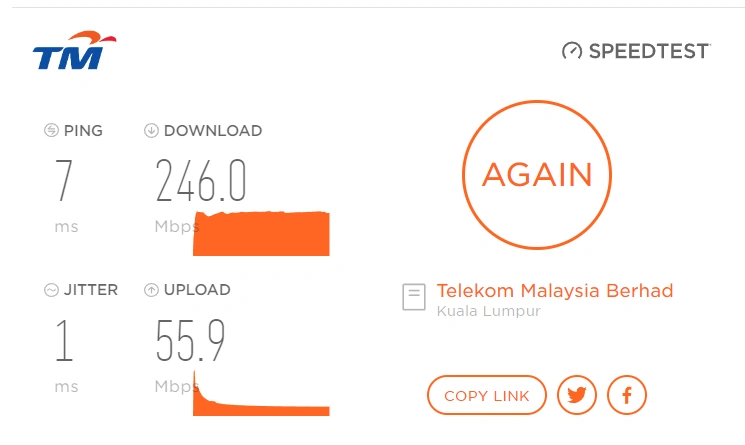 TM
SPEEDTEST
PING
7
ms
DOWNLOAD
246.0
Mbps
JITTER
1
ms
UPLOAD
55.9
Mbps
AGAIN
Telekom Malaysia Berhad
Kuala Lumpur
COPY LINK